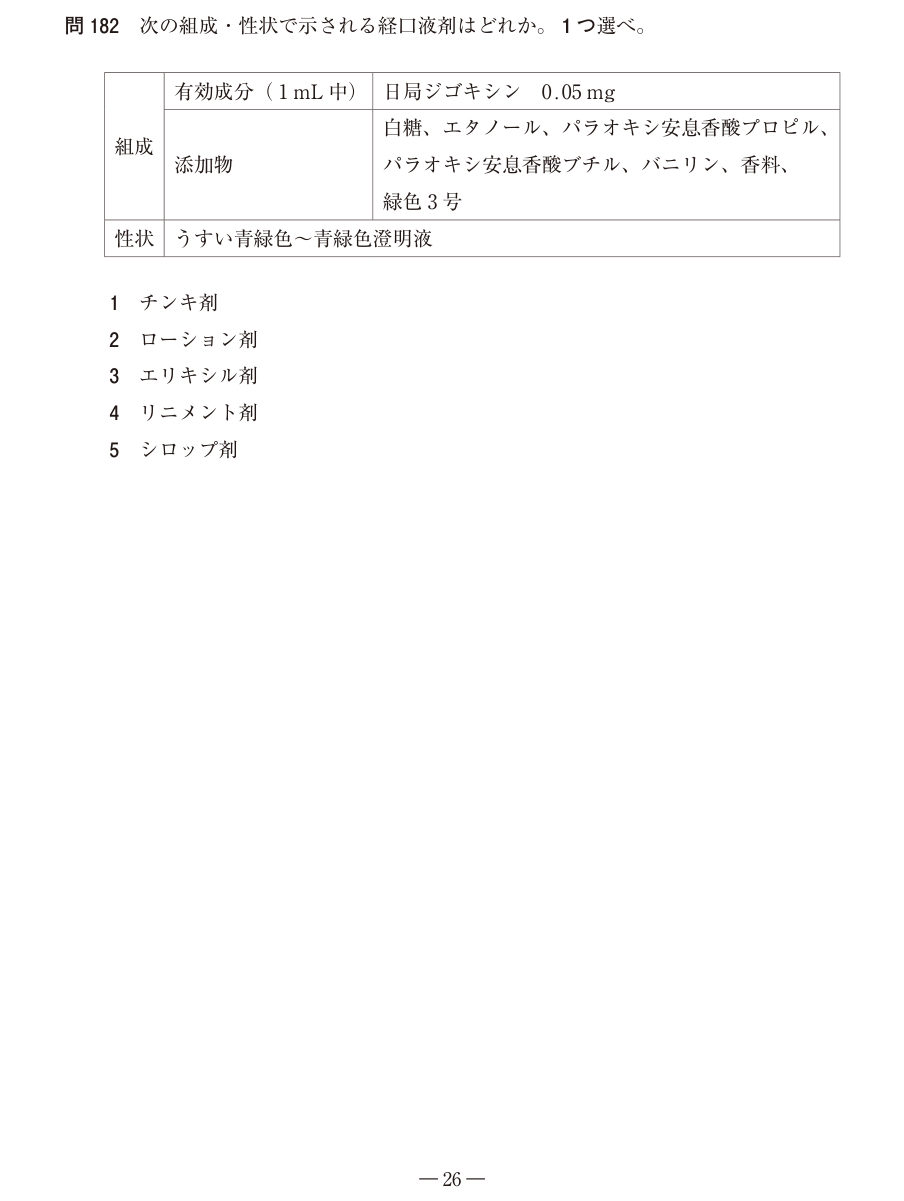 問 182 次の組成・性状で示される経口液剤はどれか。1つ選べ。
組成
有効成分（1 mL 中） 日局ジゴキシン 0.05 mg
添加物
白糖、エタノール、パラオキシ安息香酸プロピル、
パラオキシ安息香酸ブチル、バニリン、香料、
緑色 3 号
性状 うすい青緑色～青緑色澄明液
1 チンキ剤
2 ローション剤
3 エリキシル剤
4 リニメント剤
5 シロップ剤
― 26 ―